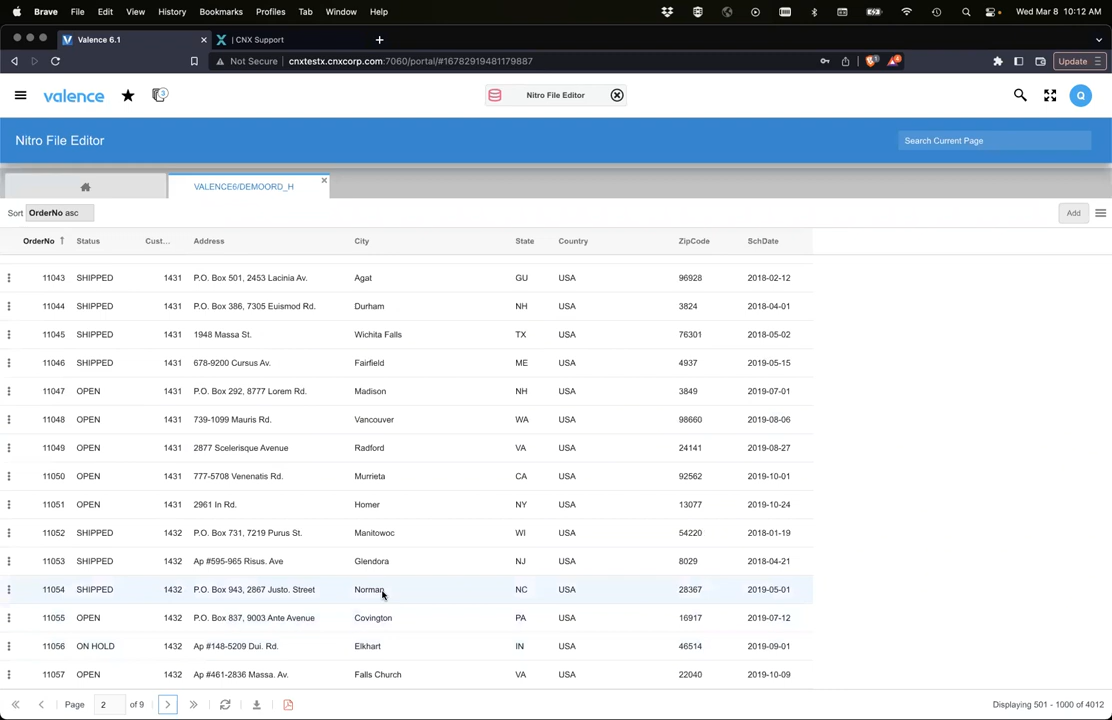 Brave File Edit View History Bookmarks Profiles Tab Window Help Wed Mar 8 10:12 AM
Valence 6.1 | CNX Support
Not Secure cnxtestx.cnxcorp.com:7060/portal/#16782919481179887 Update
valence Nitro File Editor Q
Nitro File Editor Search Current Page
VALENCE6/DEMOORD_H
Sort OrderNo asc Add
OrderNo Status Cust... Address City State Country ZipCode SchDate
11043 SHIPPED 1431 P.O. Box 501, 2453 Lacinia Av. Agat GU USA 96928 2018-02-12
11044 SHIPPED 1431 P.O. Box 386, 7305 Euismod Rd. Durham NH USA 3824 2018-04-01
11045 SHIPPED 1431 1948 Massa St. Wichita Falls TX USA 76301 2018-05-02
11046 SHIPPED 1431 678-9200 Cursus Av. Fairfield ME USA 4937 2019-05-15
11047 OPEN 1431 P.O. Box 292, 8777 Lorem Rd. Madison NH USA 3849 2019-07-01
11048 OPEN 1431 739-1099 Mauris Rd. Vancouver WA USA 98660 2019-08-06
11049 OPEN 1431 2877 Scelerisque Avenue Radford VA USA 24141 2019-08-27
11050 OPEN 1431 777-5708 Venenatis Rd. Murrieta CA USA 92562 2019-10-01
11051 OPEN 1431 2961 In Rd. Homer NY USA 13077 2019-10-24
11052 SHIPPED 1432 P.O. Box 731, 7219 Purus St. Manitowoc WI USA 54220 2018-01-19
11053 SHIPPED 1432 Ap #595-965 Risus. Ave Glendora NJ USA 8029 2018-04-21
11054 SHIPPED 1432 P.O. Box 943, 2867 Justo. Street Norman NC USA 28367 2019-05-01
11055 OPEN 1432 P.O. Box 837, 9003 Ante Avenue Covington PA USA 16917 2019-07-12
11056 ON HOLD 1432 Ap #148-5209 Dui. Rd. Elkhart IN USA 46514 2019-09-01
11057 OPEN 1432 Ap #461-2836 Massa. Av. Falls Church VA USA 22040 2019-10-09
Page 2 of 9 Displaying 501 - 1000 of 4012